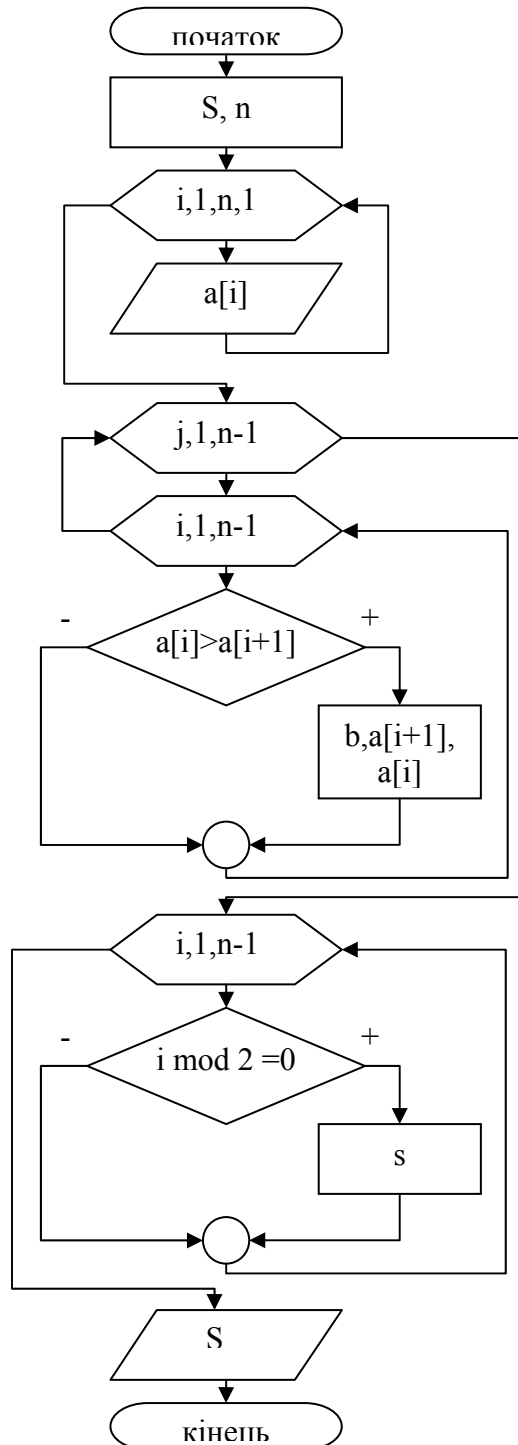 початок
S, n
i,1,n,1
a[i]
j,1,n-1
i,1,n-1
-
a[i]>a[i+1]
+
b,a[i+1],
a[i]
i,1,n-1
-
i mod 2 =0
+
s
S
кінець